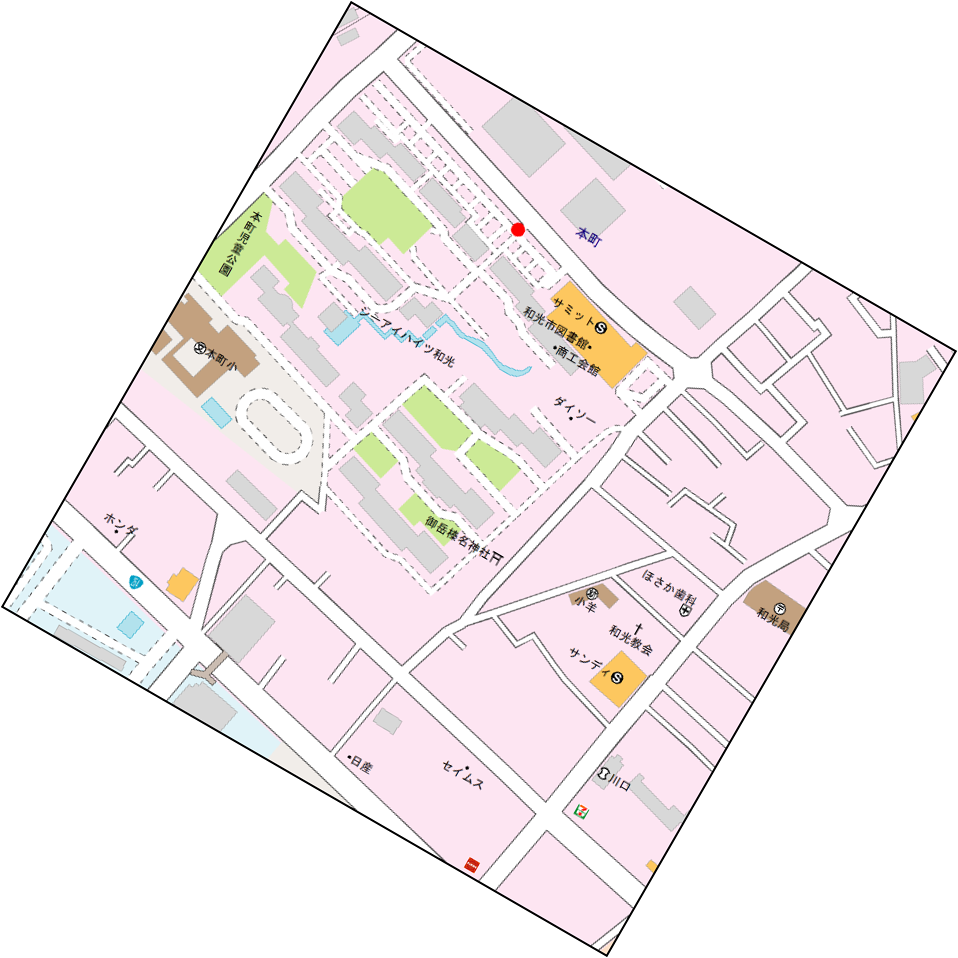 本町
本町児童公園
サミット
和光市図書館
商工会館
シーアイハイツ和光
本町小
ダイソー
御岳榛名神社
ホンダ
ほさか歯科
小羊
和光局
和光教会
サンディ
日産
セイムス
川口